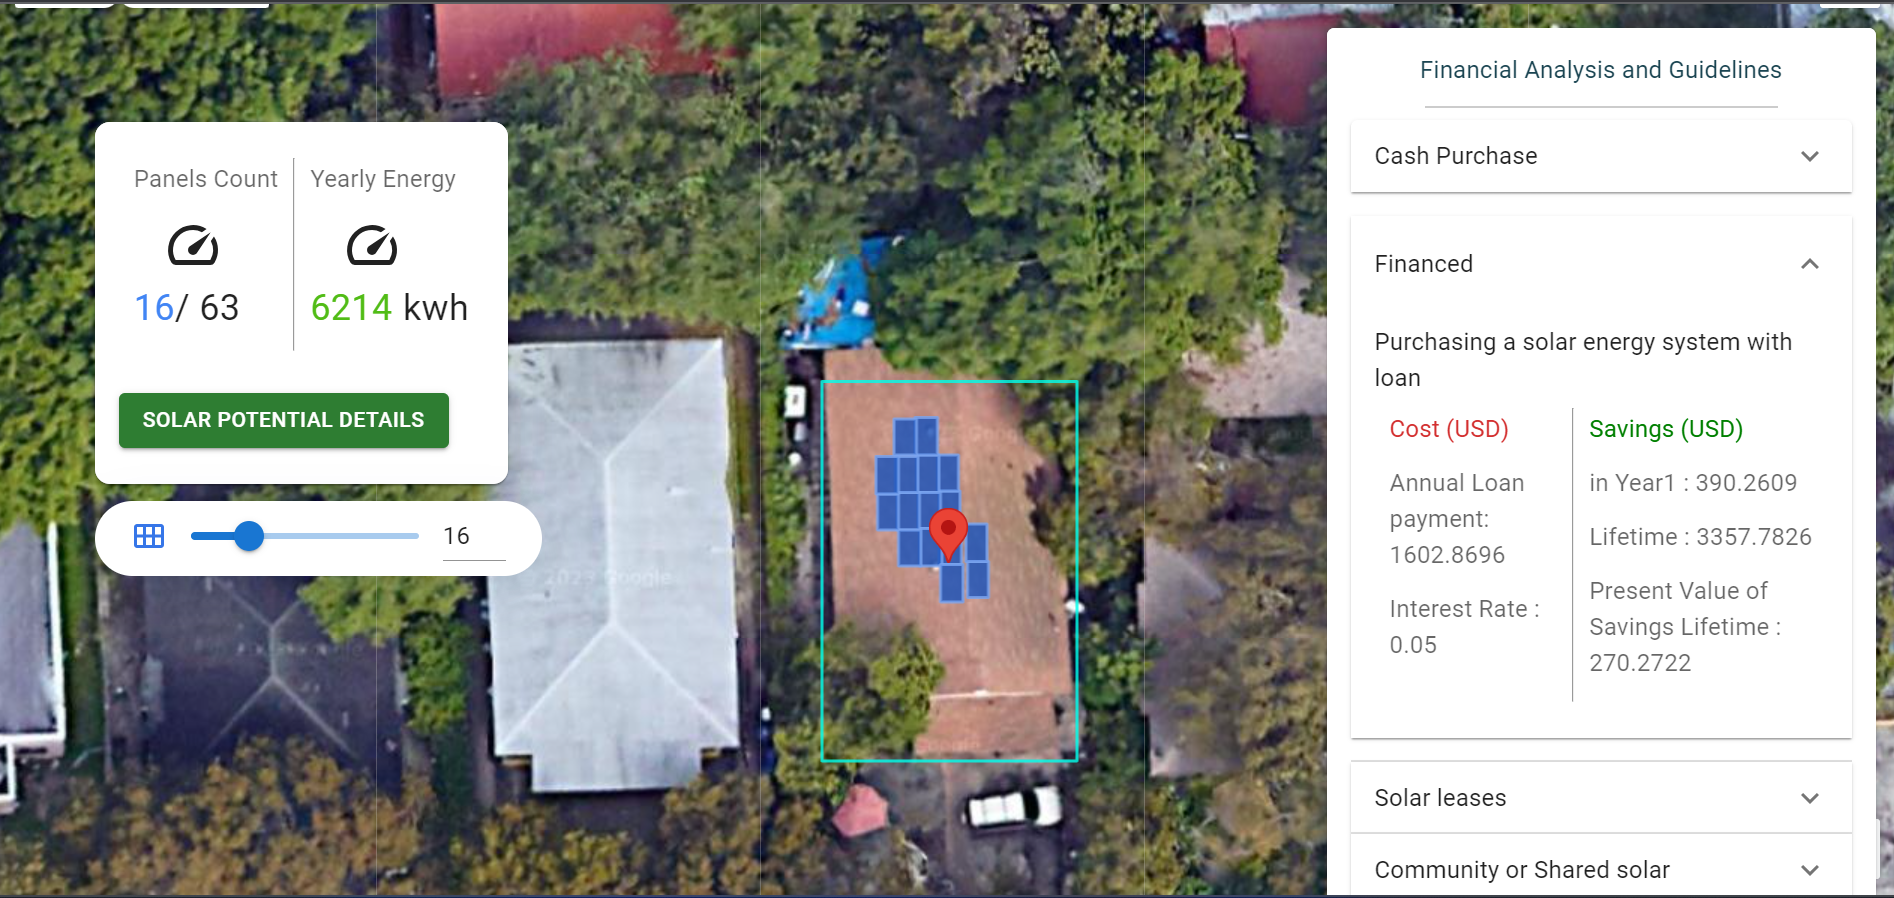 Panels Count
Yearly Energy
16/ 63
6214 kwh
SOLAR POTENTIAL DETAILS
16
2023 Google
Financial Analysis and Guidelines
Cash Purchase
Financed
Purchasing a solar energy system with
loan
Cost (USD)
Annual Loan
payment:
1602.8696
Interest Rate :
0.05
Savings (USD)
in Year1 : 390.2609
Lifetime : 3357.7826
Present Value of
Savings Lifetime :
270.2722
Solar leases
Community or Shared solar